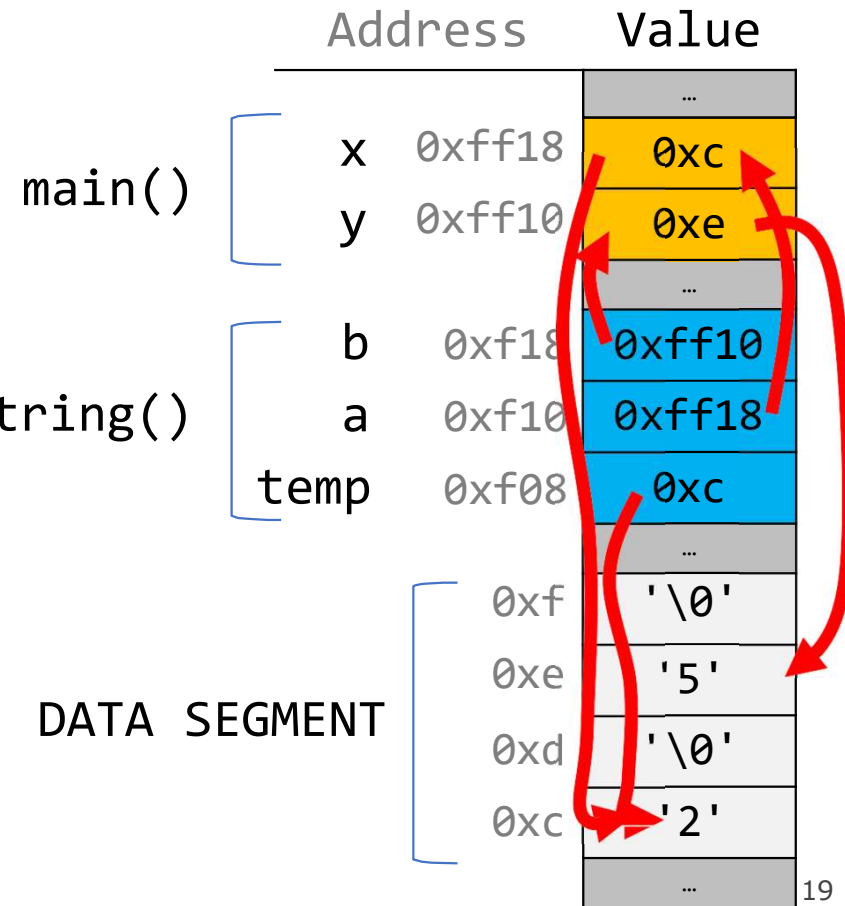 Address Value
…
x 0xff18 0xc
main()
y 0xff10 0xe
…
b 0xf18 0xff10
tring() a 0xf10 0xff18
temp 0xf08 0xc
…
0xf '\0'
0xe '5'
DATA SEGMENT
0xd '\0'
0xc '2'
… 19